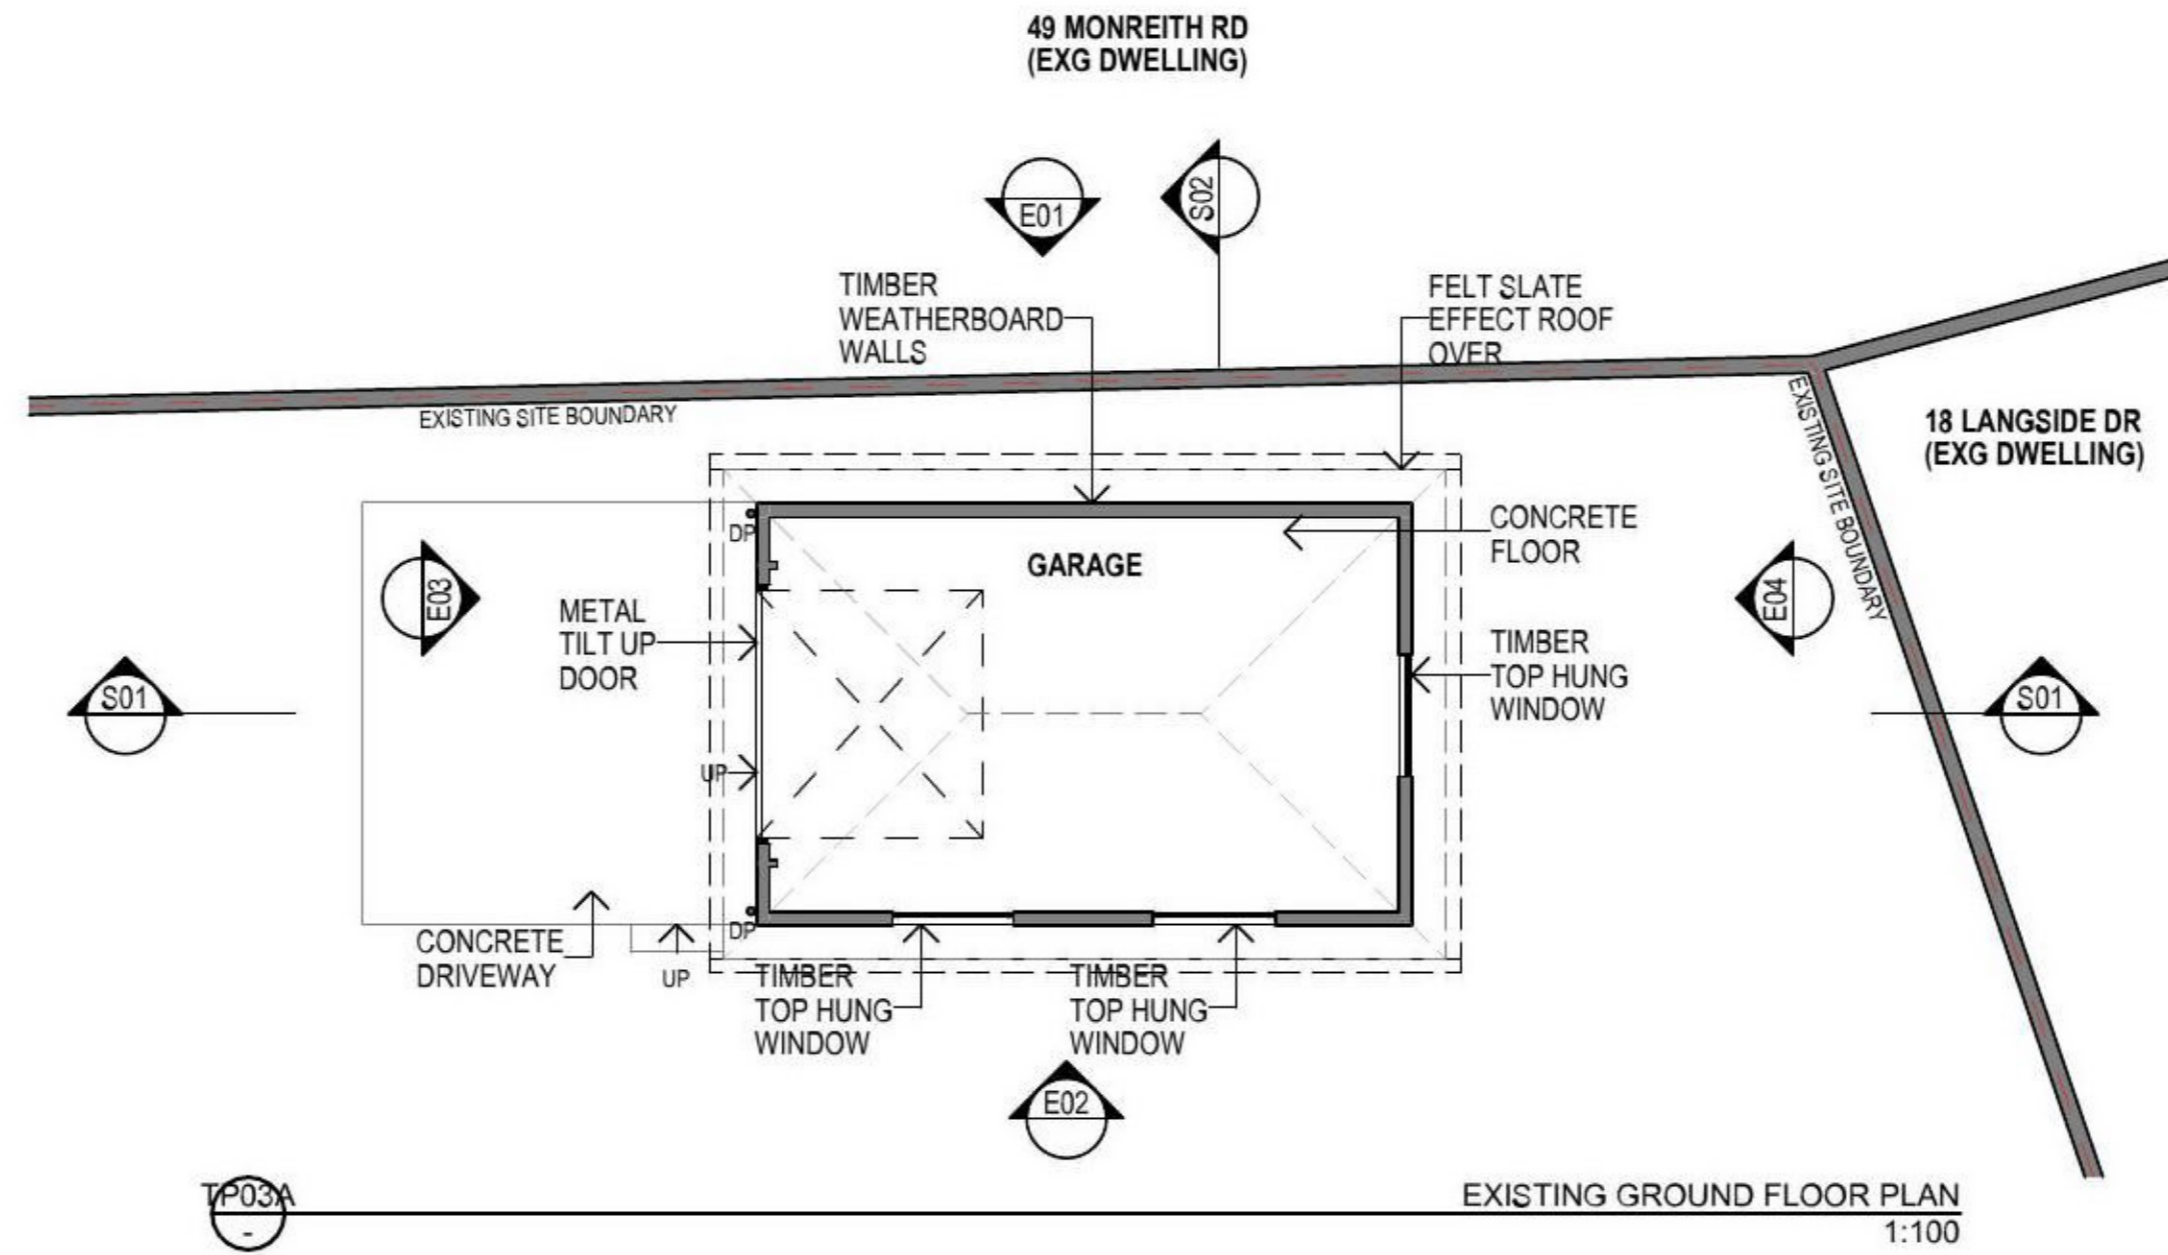 49 MONREITH RD
(EXG DWELLING)
E01
S02
TIMBER
WEATHERBOARD
WALLS
FELT SLATE
EFFECT ROOF
OVER
EXISTING SITE BOUNDARY
EXISTING SITE BOUNDARY
18 LANGSIDE DR
(EXG DWELLING)
DP
GARAGE
CONCRETE
FLOOR
E03
METAL
TILT UP
DOOR
E04
TIMBER
TOP HUNG
WINDOW
S01
S01
UP
DP
CONCRETE
DRIVEWAY
UP
TIMBER
TOP HUNG
WINDOW
TIMBER
TOP HUNG
WINDOW
E02
TP03A
-
EXISTING GROUND FLOOR PLAN
1:100